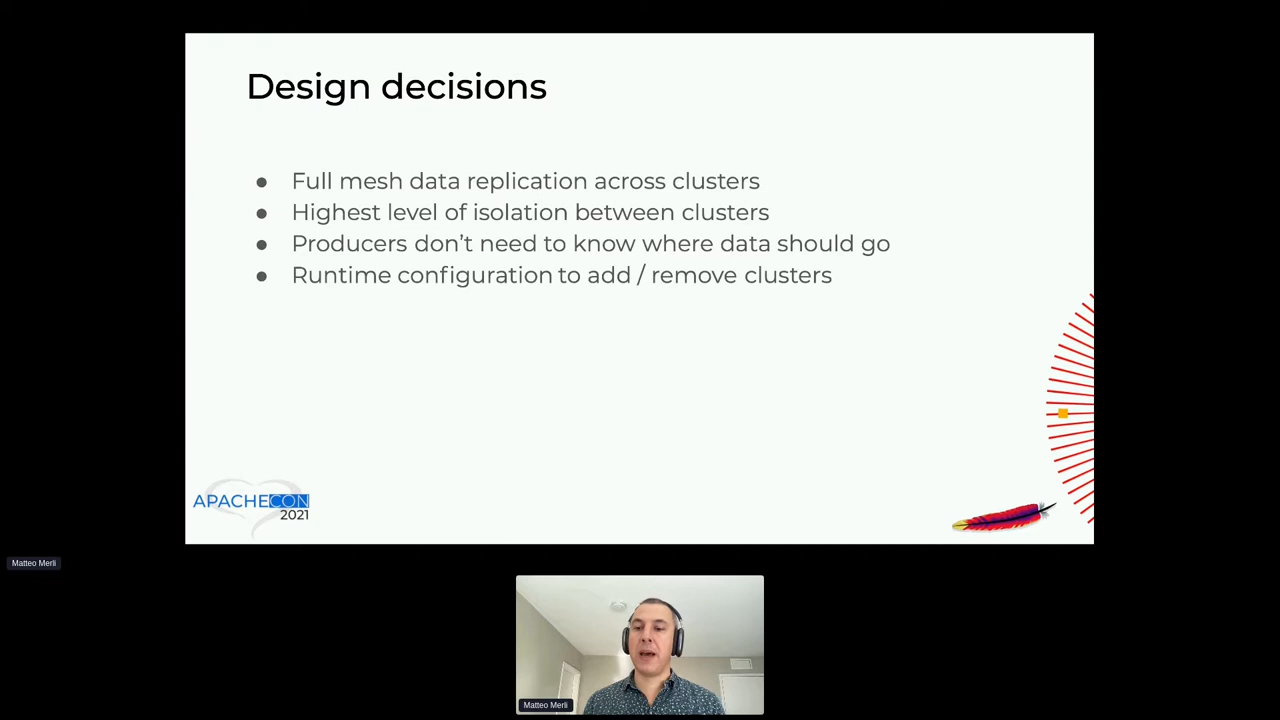 Design decisions
● Full mesh data replication across clusters
● Highest level of isolation between clusters
● Producers don’t need to know where data should go
● Runtime configuration to add / remove clusters
APACHECON
2021
Matteo Merli
Matteo Merli